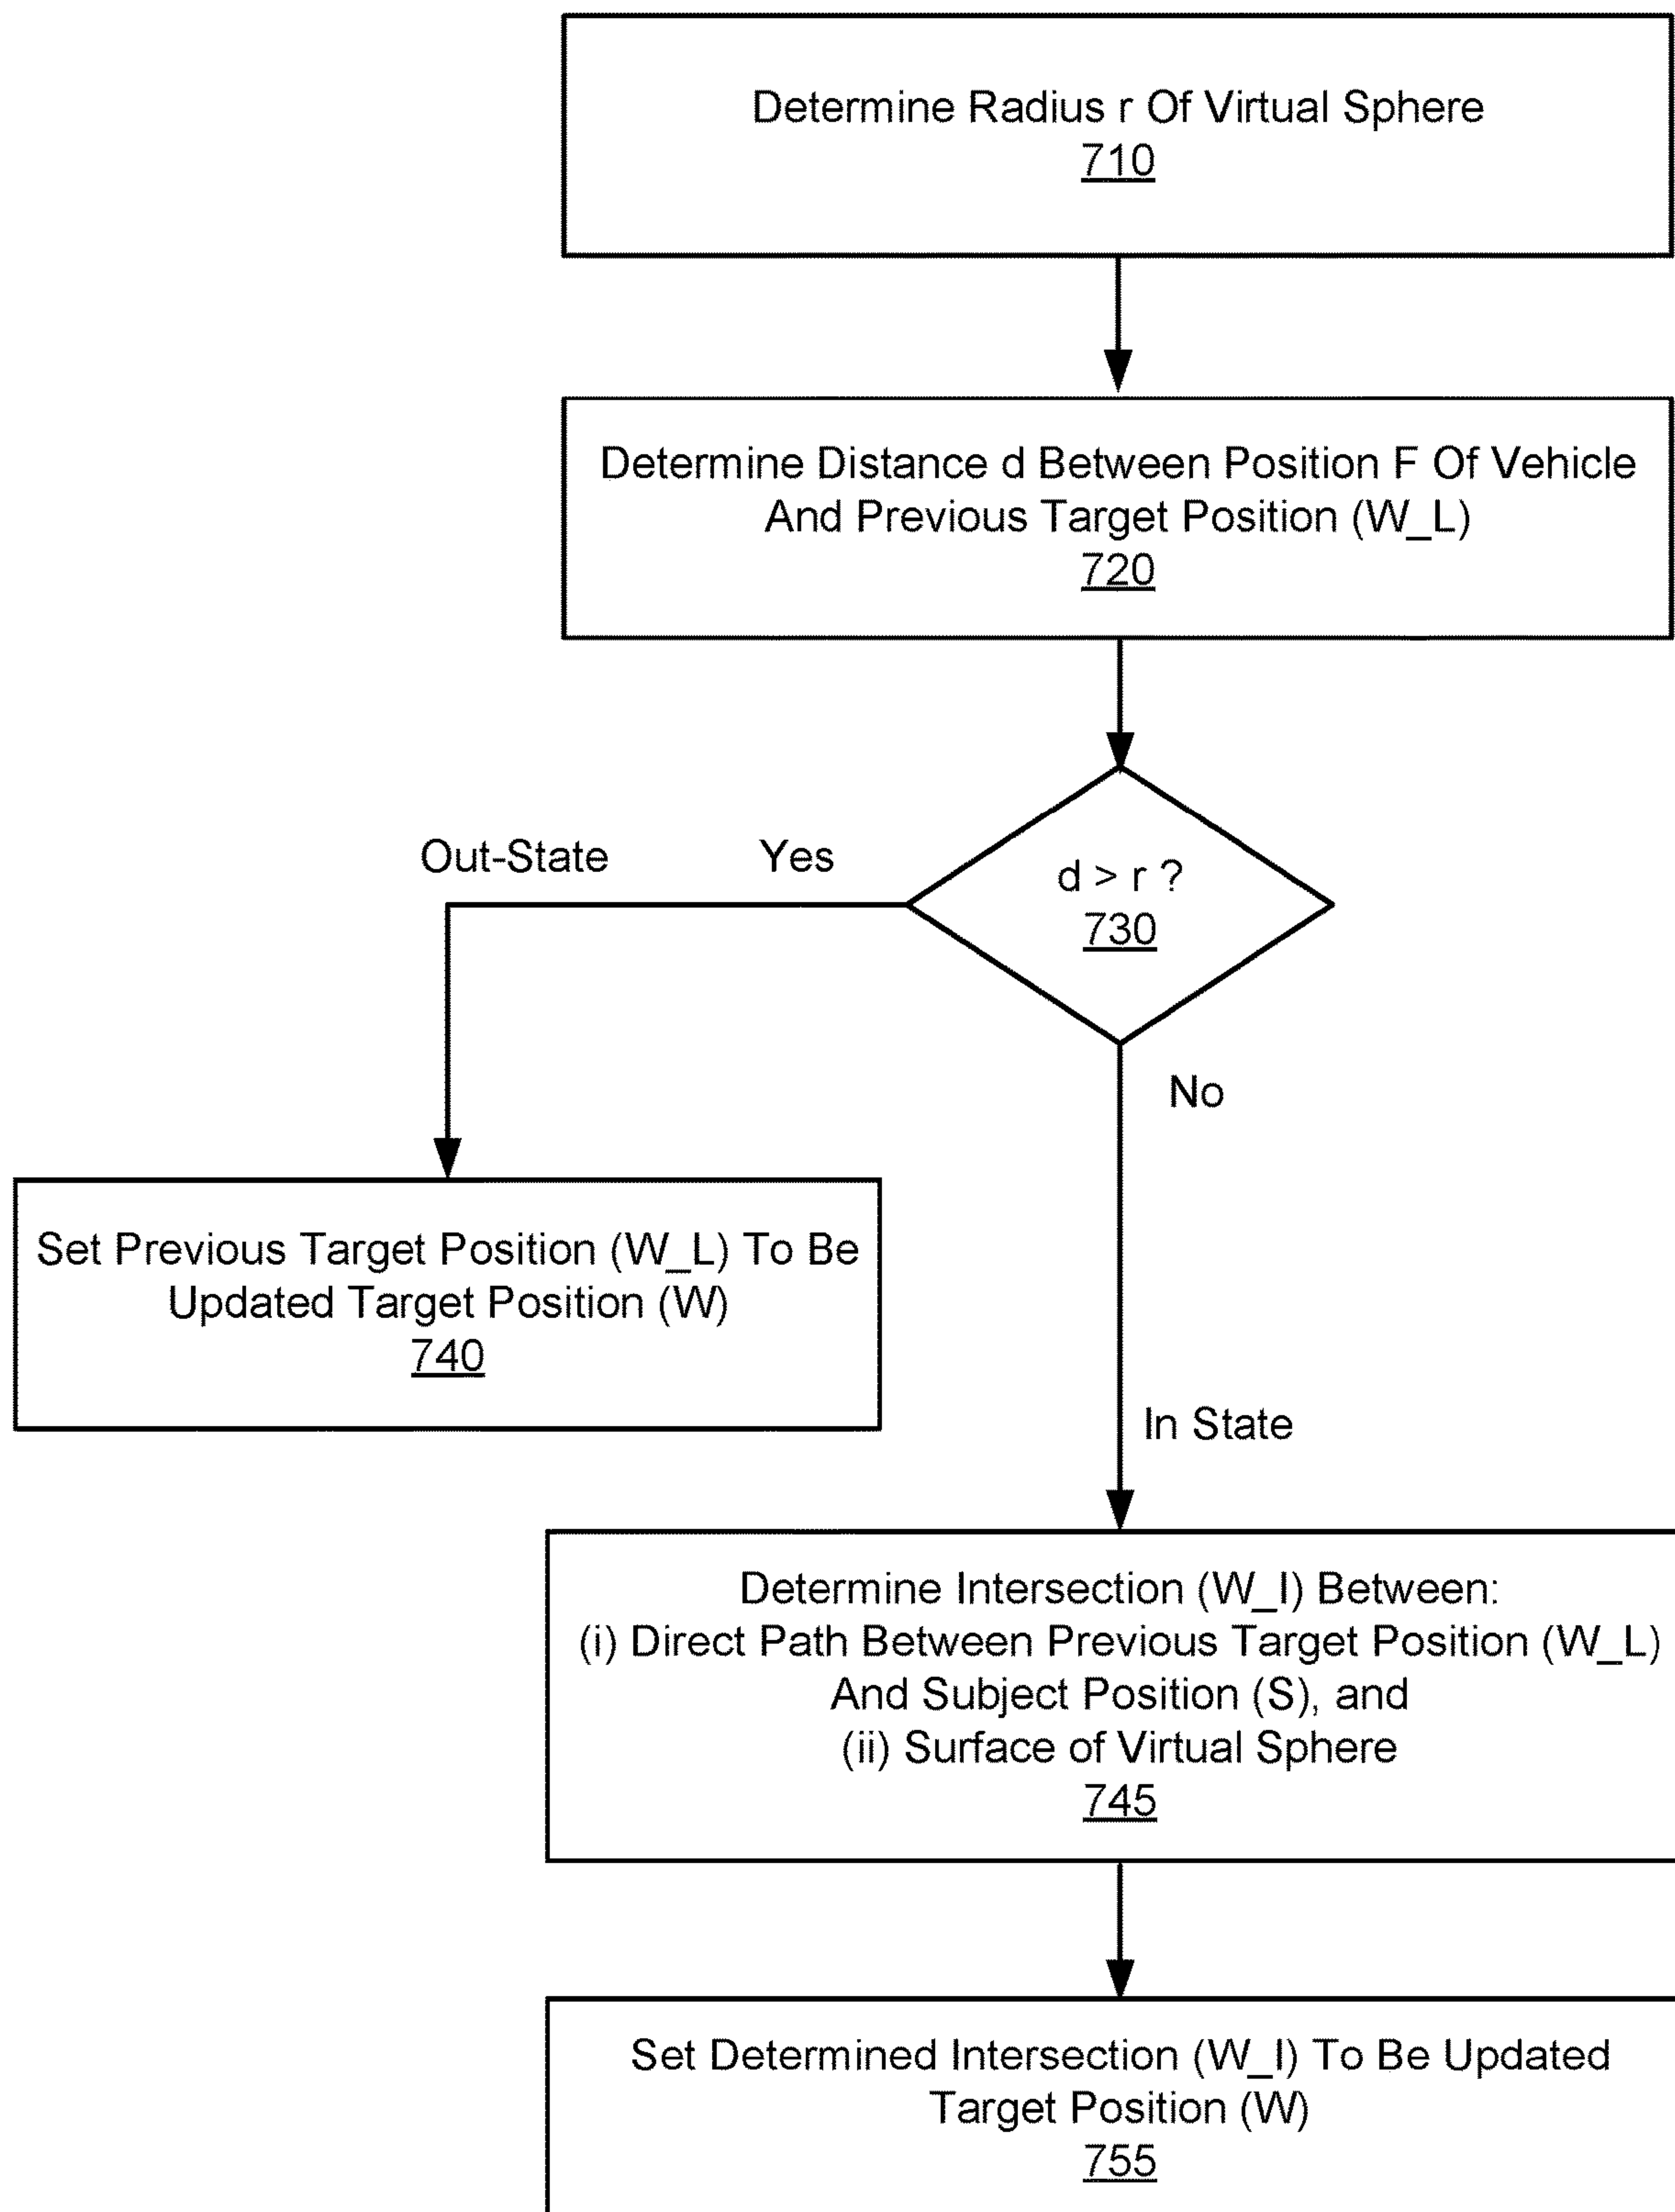 Determine Radius r Of Virtual Sphere
710
Determine Distance d Between Position F Of Vehicle
And Previous Target Position (W_L)
720
Out-State
Yes
d > r ?
730
No
Set Previous Target Position (W_L) To Be
Updated Target Position (W)
740
In State
Determine Intersection (W_I) Between:
(i) Direct Path Between Previous Target Position (W_L)
And Subject Position (S), and
(ii) Surface of Virtual Sphere
745
Set Determined Intersection (W_I) To Be Updated
Target Position (W)
755